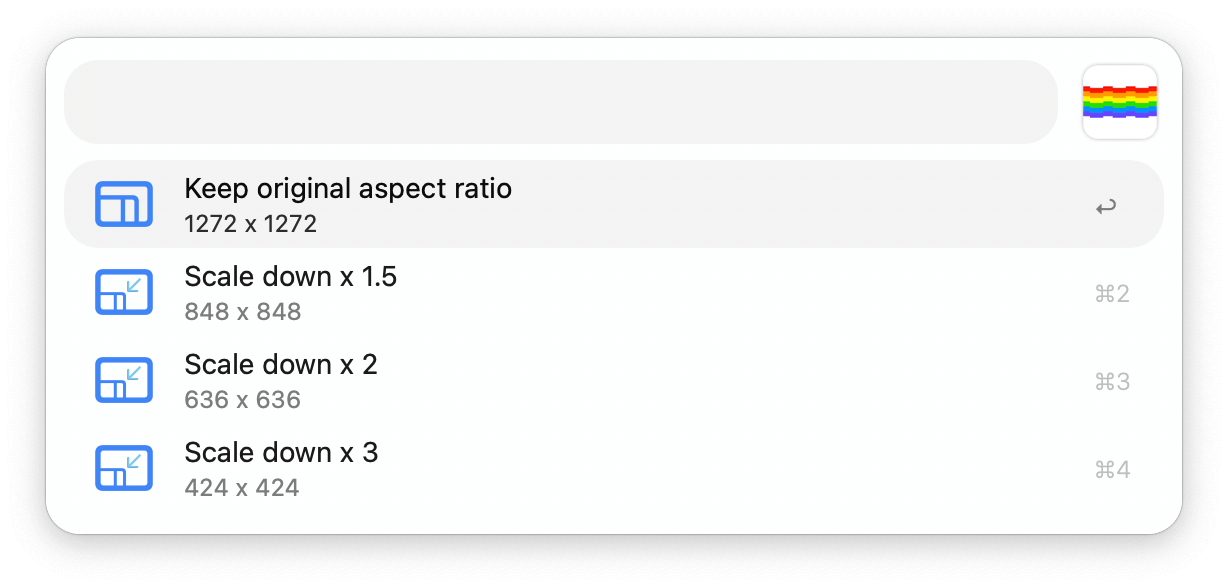 Keep original aspect ratio
1272 x 1272
↩
Scale down x 1.5
848 x 848
⌘2
Scale down x 2
636 x 636
⌘3
Scale down x 3
424 x 424
⌘4